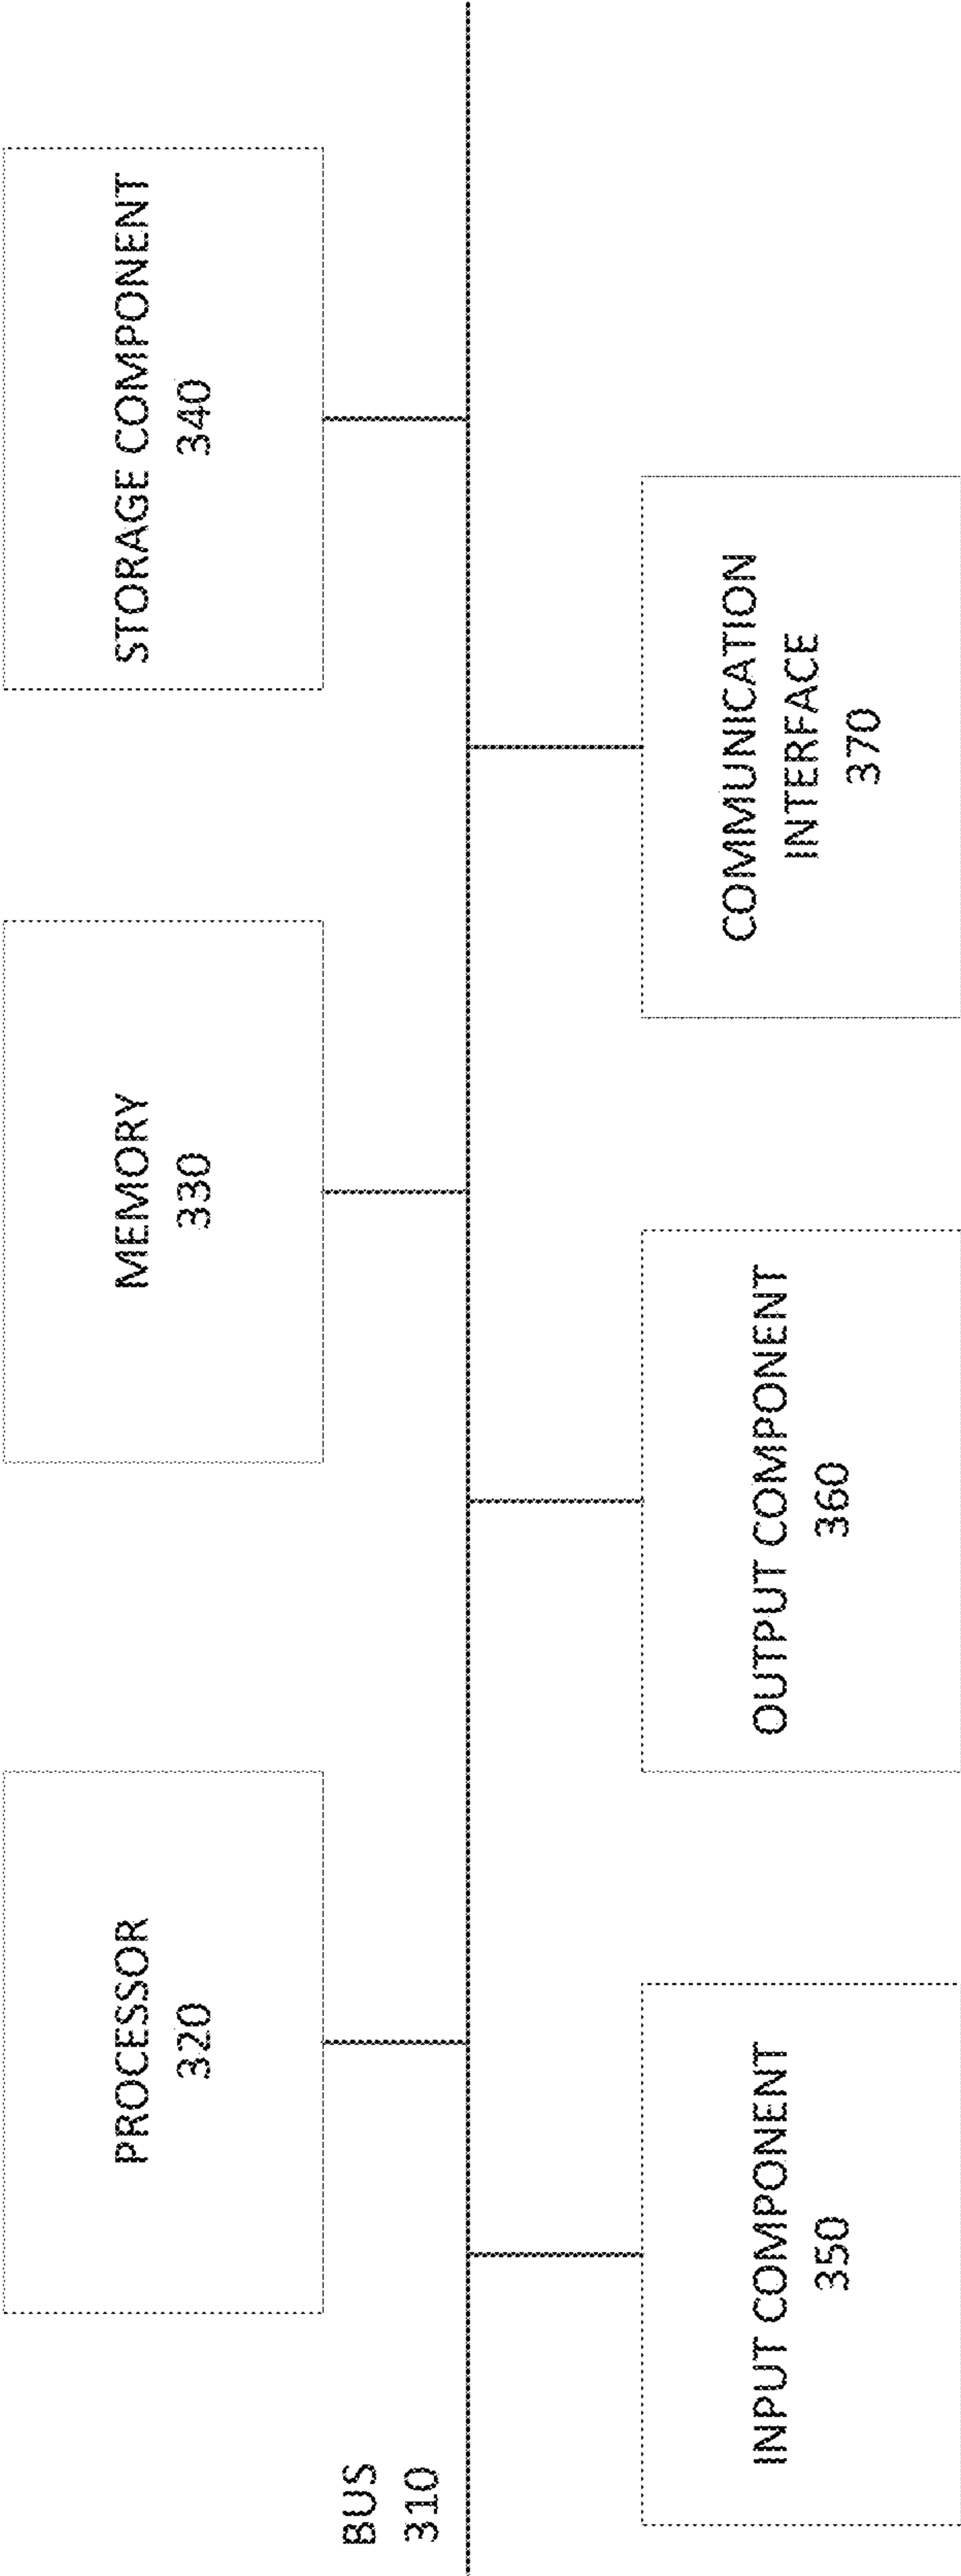 PROCESSOR
320
MEMORY
330
STORAGE COMPONENT
340
BUS
310
INPUT COMPONENT
350
OUTPUT COMPONENT
360
COMMUNICATION
INTERFACE
370